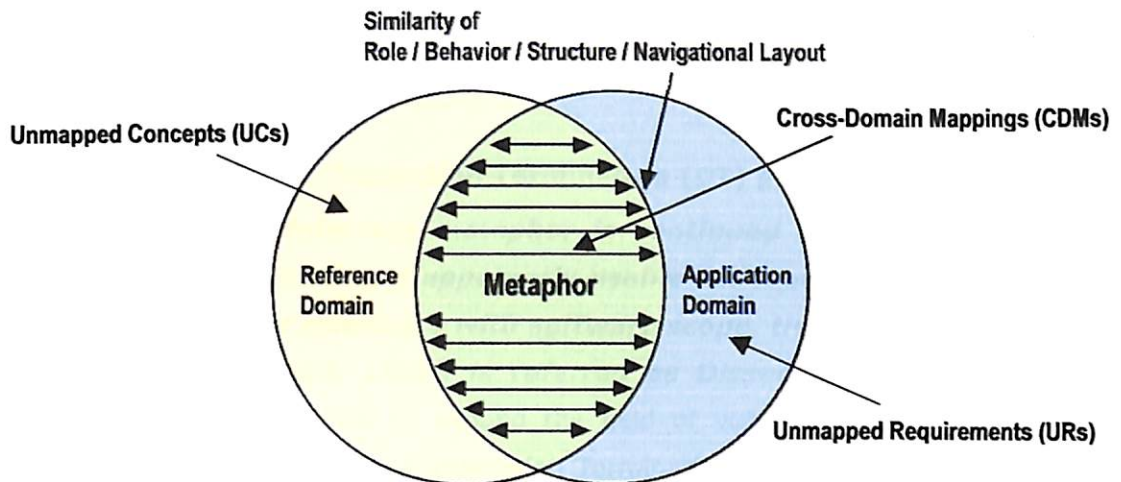 Similarity of
Role / Behavior / Structure / Navigational Layout
Unmapped Concepts (UCs)
Cross-Domain Mappings (CDMs)
Reference
Domain
Metaphor
Application
Domain
Unmapped Requirements (URs)